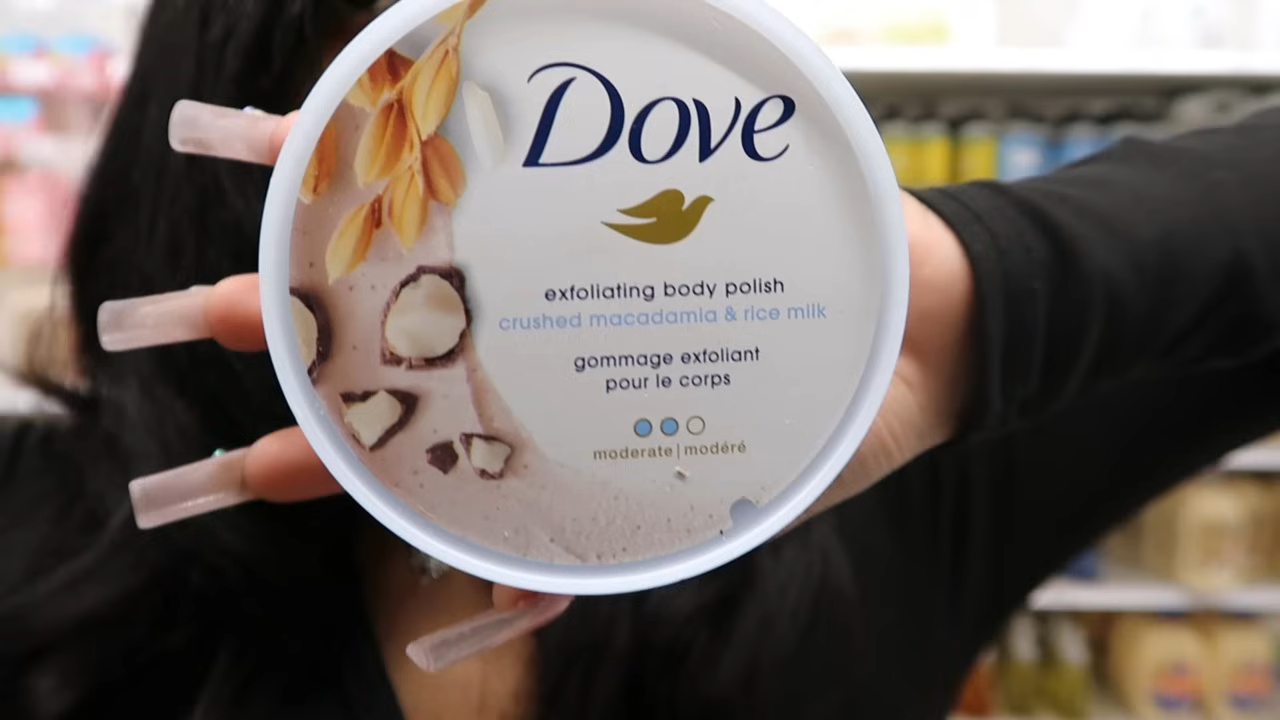 Dove
exfoliating body polish
crushed macadamia & rice milk
gommage exfoliant
pour le corps
moderate | modéré